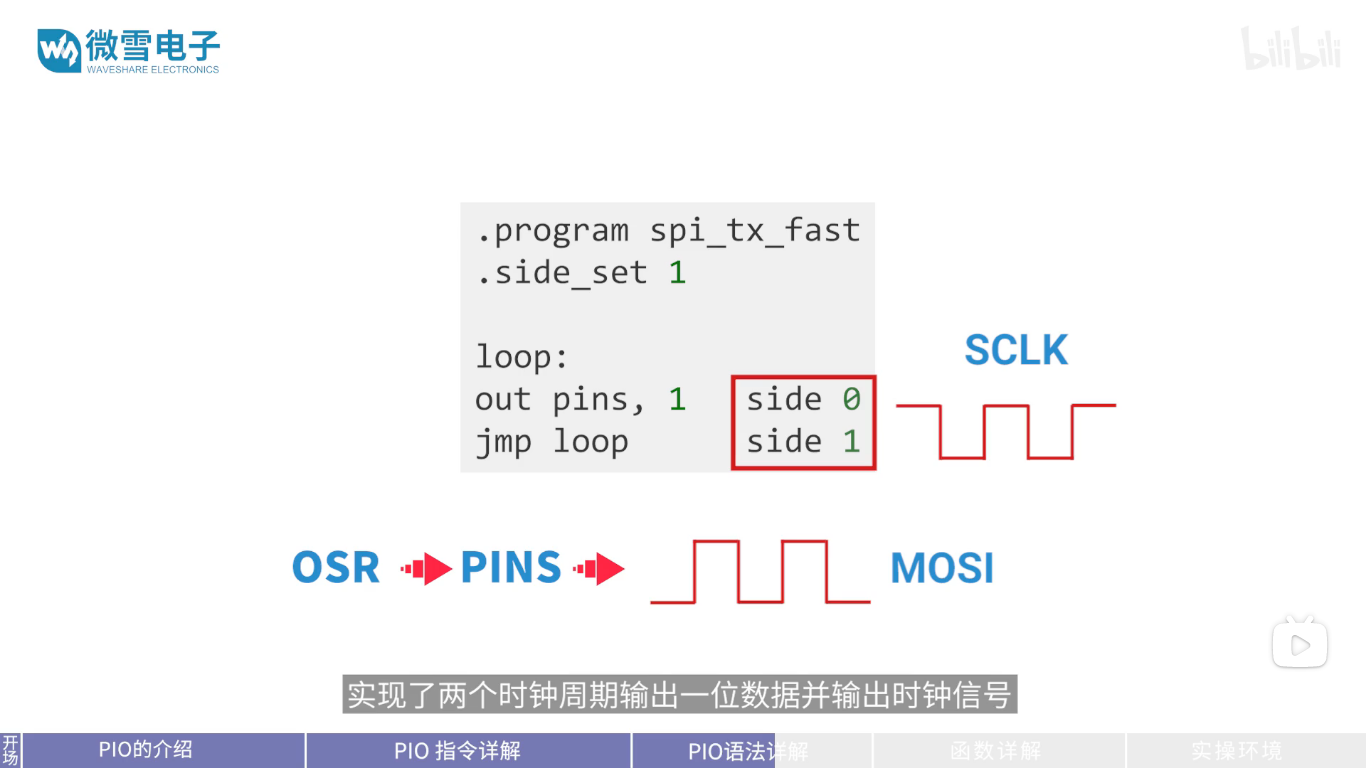 微雪电子
WAVESHARE ELECTRONICS
bilibili
.program spi_tx_fast
.side_set 1
loop:
out pins, 1 side 0
jmp loop side 1
SCLK
OSR PINS MOSI
实现了两个时钟周期输出一位数据并输出时钟信号
开场 PIO的介绍 PIO 指令详解 PIO语法详解 函数详解 实操环境